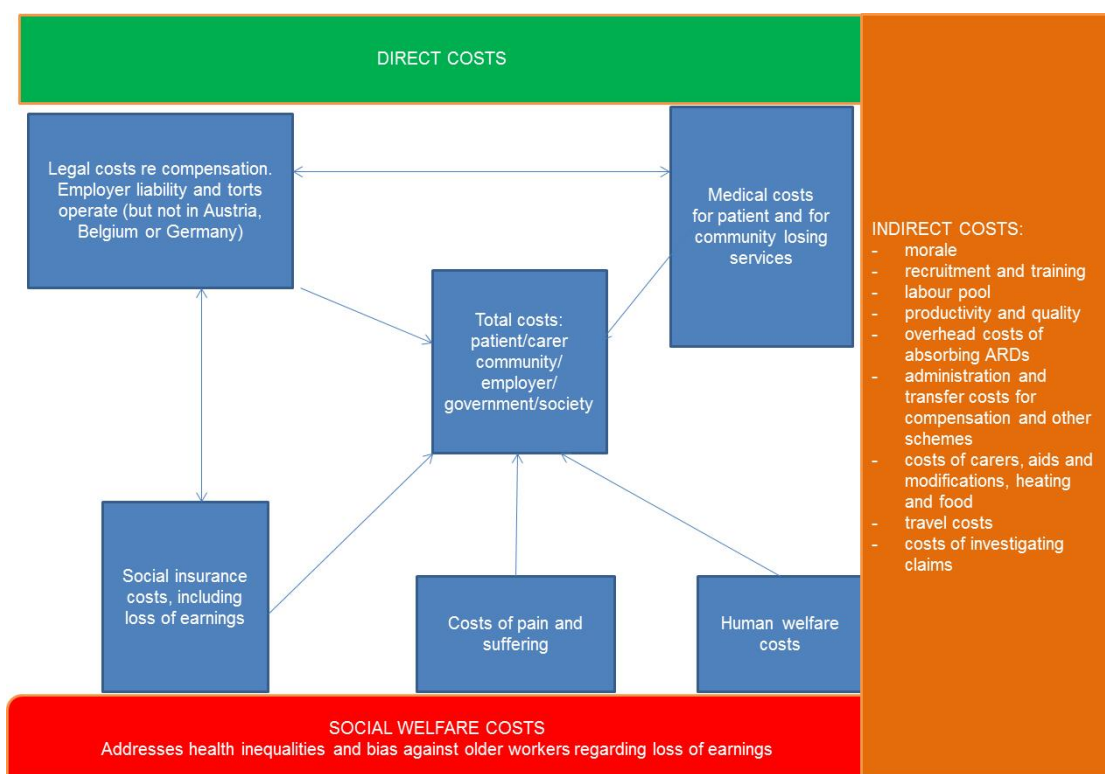 DIRECT COSTS
Legal costs re compensation.
Employer liability and torts
operate (but not in Austria,
Belgium or Germany)
Medical costs
for patient and for
community losing
services
Total costs:
patient/carer
community/
employer/
government/society
Social insurance
costs, including
loss of earnings
Costs of pain and
suffering
Human welfare
costs
INDIRECT COSTS:
- morale
- recruitment and training
- labour pool
- productivity and quality
- overhead costs of
absorbing ARDs
- administration and
transfer costs for
compensation and other
schemes
- costs of carers, aids and
modifications, heating
and food
- travel costs
- costs of investigating
claims
SOCIAL WELFARE COSTS
Addresses health inequalities and bias against older workers regarding loss of earnings